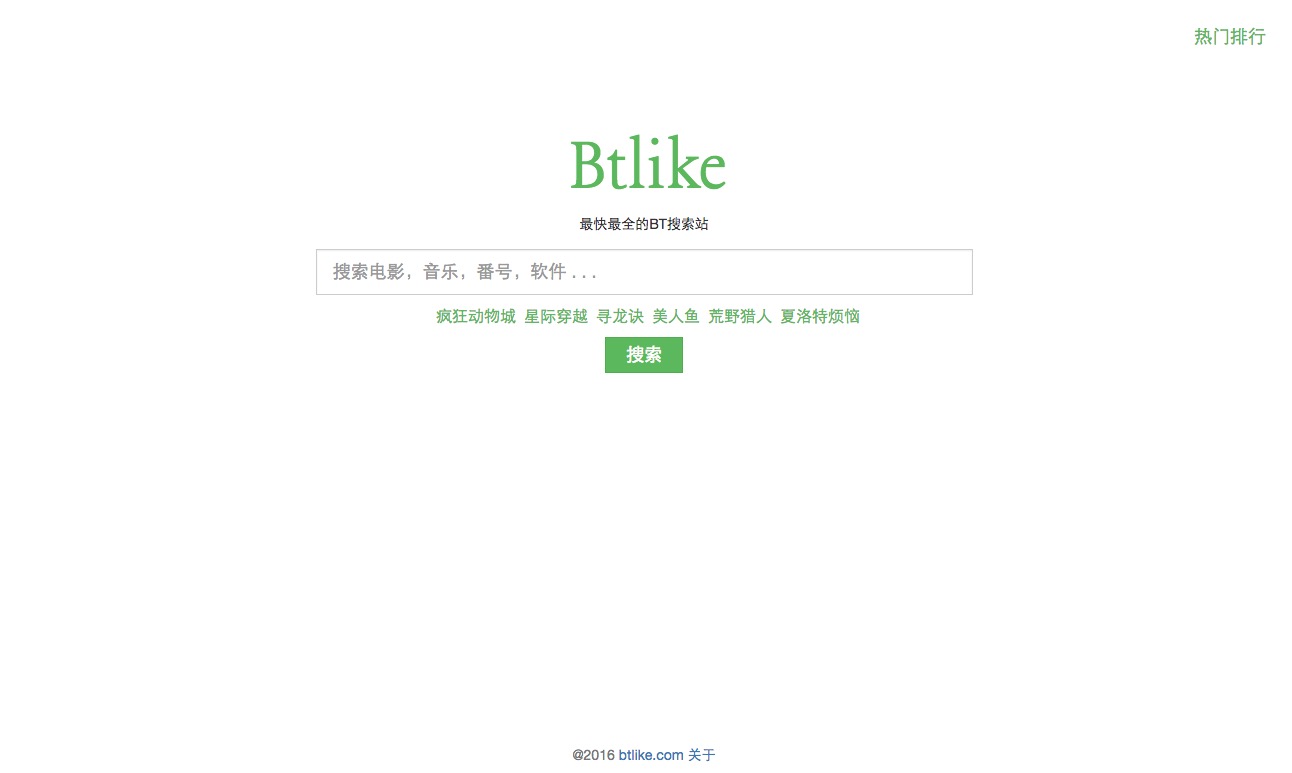 热门排行
Btlike
最快最全的BT搜索站
搜索电影，音乐，番号，软件 . . .
疯狂动物城 星际穿越 寻龙诀 美人鱼 荒野猎人 夏洛特烦恼
搜索
@2016 btlike.com 关于